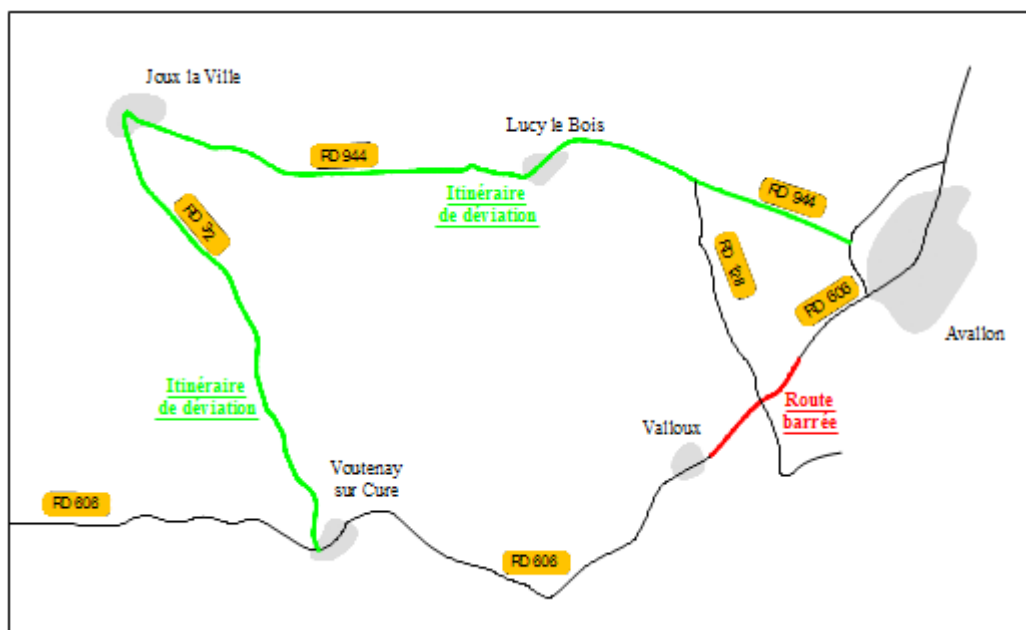 Joux la Ville
Lucy le Bois
RD 944
Itinéraire
de déviation
RD 944
RD 32
RD 128
RD 606
Avallon
Itinéraire
de déviation
Route
barrée
Valloux
Voutenay
sur Cure
RD 606
RD 606